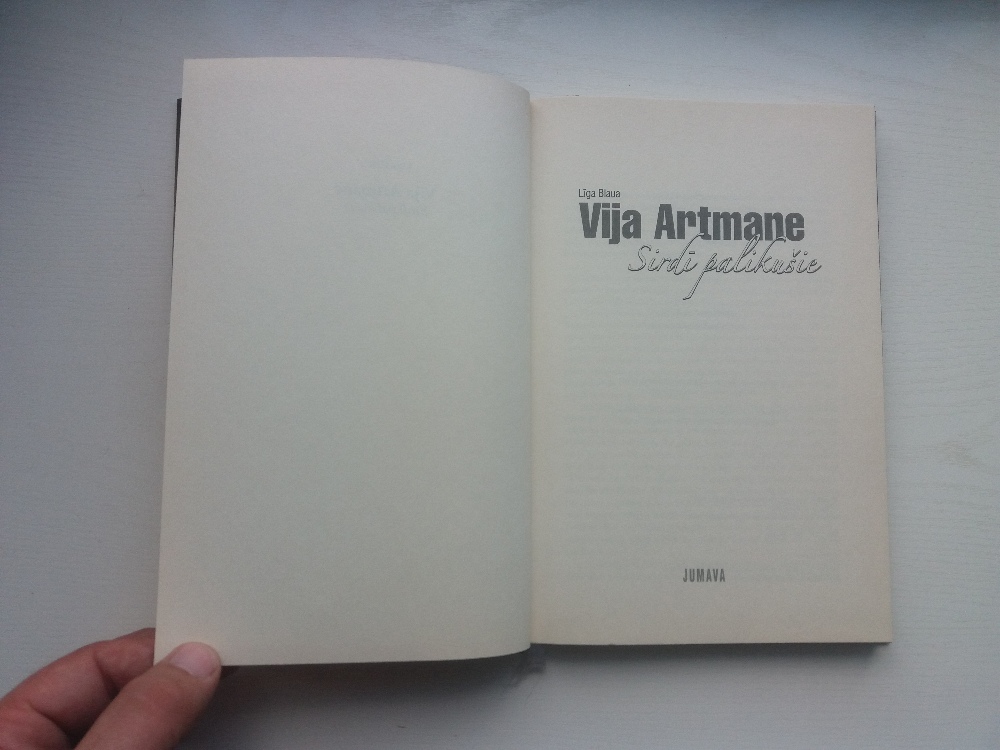 Līga Blaua
Vija Artmane
Sirdī palikušie
JUMAVA